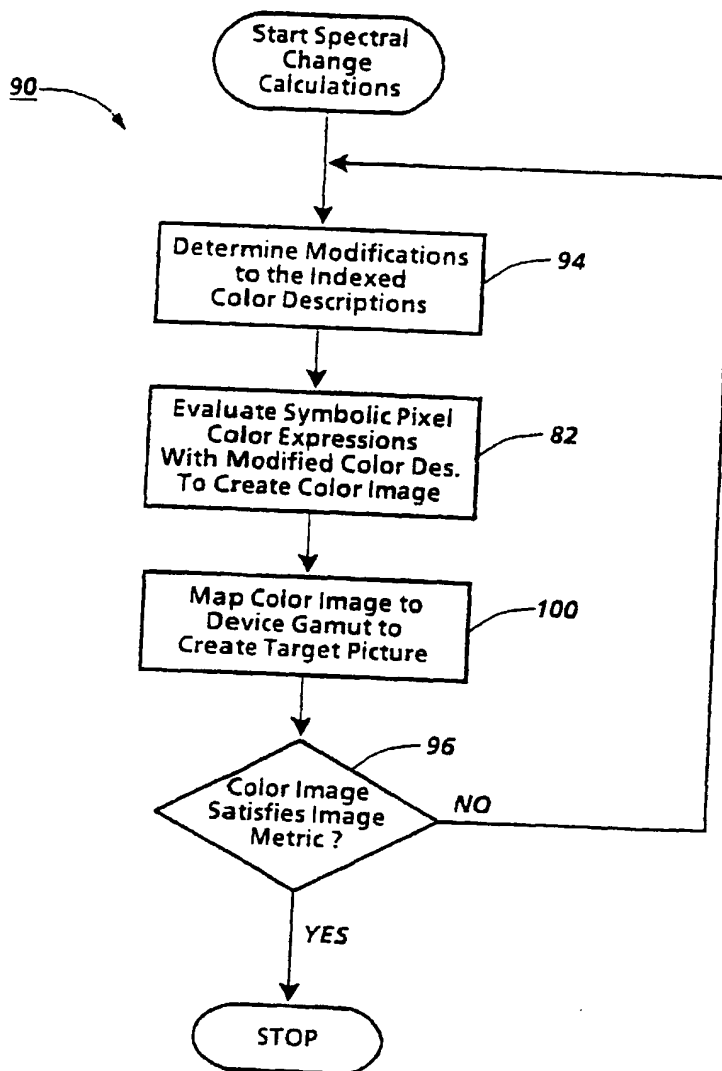 Start Spectral
Change
Calculations
90
Determine Modifications
to the Indexed
Color Descriptions
94
Evaluate Symbolic Pixel
Color Expressions
With Modified Color Des.
To Create Color Image
82
Map Color Image to
Device Gamut to
Create Target Picture
100
96
Color Image
Satisfies Image
Metric ?
NO
YES
STOP